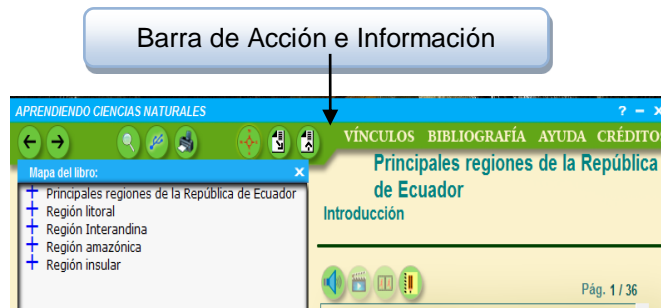 Barra de Acción e Información
APRENDIENDO CIENCIAS NATURALES
? – X
VÍNCULOS BIBLIOGRAFÍA AYUDA CRÉDITOS
Mapa del libro: X
Principales regiones de la República de Ecuador
Región litoral
Región Interandina
Región amazónica
Región insular
Principales regiones de la República
de Ecuador
Introducción
Pág. 1 / 36